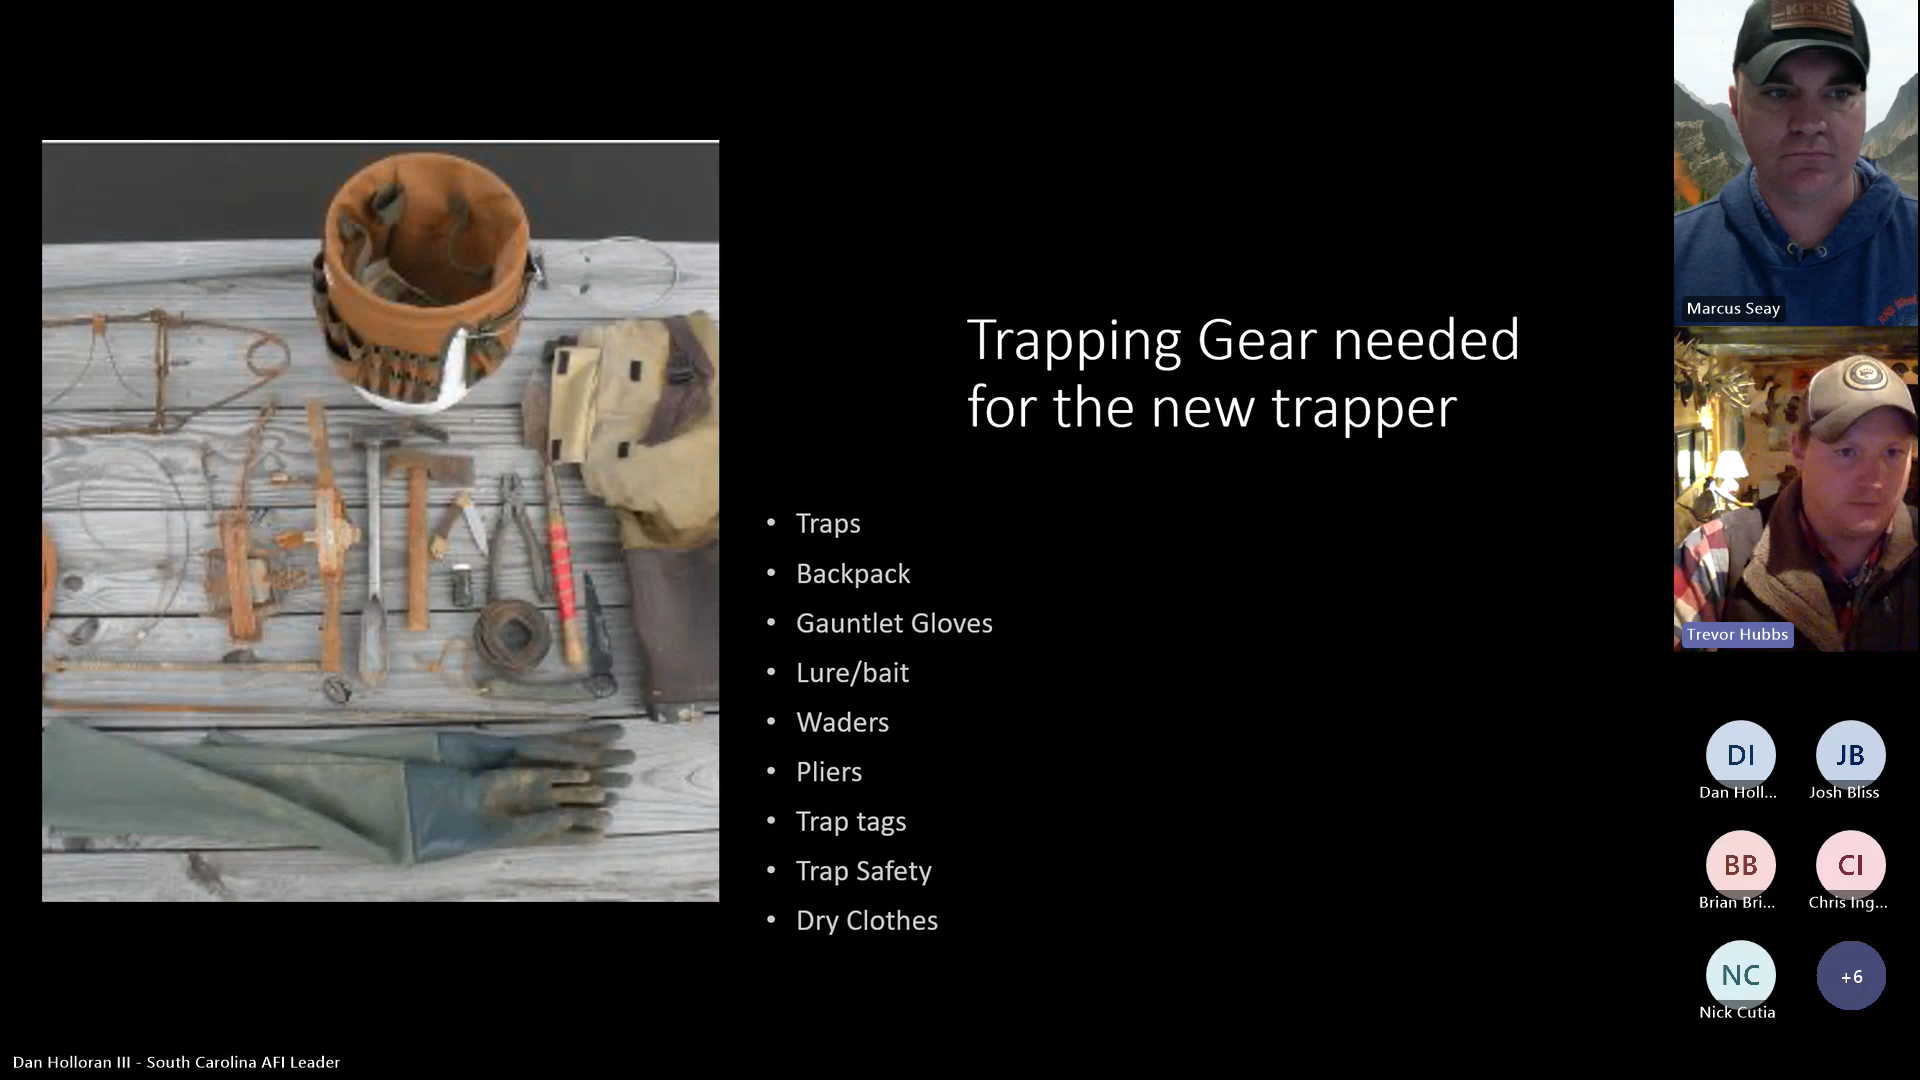 KEEP
Marcus Seay
Trapping Gear needed
for the new trapper
• Traps
• Backpack
• Gauntlet Gloves
• Lure/bait
• Waders
• Pliers
• Trap tags
• Trap Safety
• Dry Clothes
Trevor Hubbs
DI
JB
Dan Holl...
Josh Bliss
BB
CI
Brian Bri...
Chris Ing...
NC
+6
Nick Cutia
Dan Holloran III - South Carolina AFI Leader